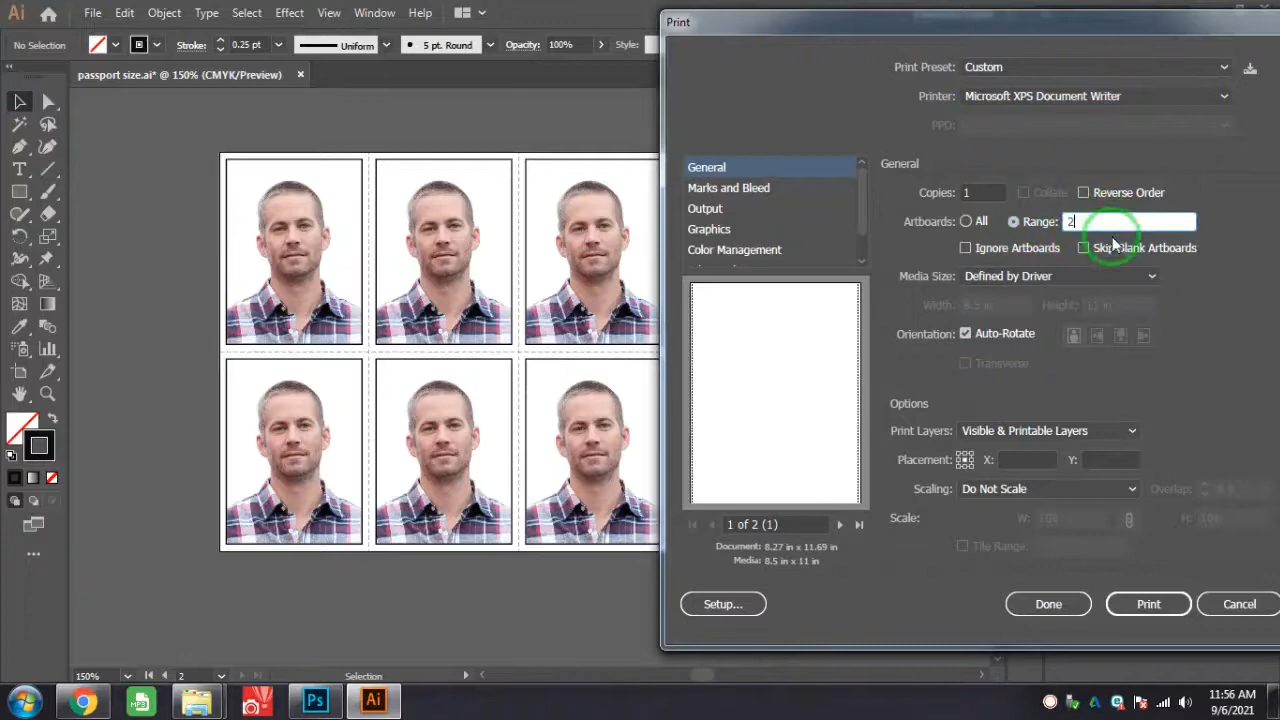 Ai File Edit Object Type Select Effect View Window Help
Print
No Selection Stroke: 0.25 pt Uniform 5 pt. Round Opacity: 100% Style:
passport size.ai* @ 150% (CMYK/Preview) ×
Print Preset: Custom
Printer: Microsoft XPS Document Writer
PPD:
General
Marks and Bleed
Output
Graphics
Color Management
General
Copies: 1 Collate Reverse Order
Artboards: All Range: 2
Ignore Artboards Skip Blank Artboards
Media Size: Defined by Driver
Width: 8.5 in Height: 11 in
Orientation: Auto-Rotate
Transverse
Options
Print Layers: Visible & Printable Layers
Placement: X: Y:
Scaling: Do Not Scale Overlap:
Scale: W: 100 H: 100
Tile Range:
1 of 2 (1)
Document: 8.27 in x 11.69 in
Media: 8.5 in x 11 in
Setup... Done Print Cancel
150% 2 Selection
MP3 Ps Ai
11:56 AM
9/6/2021